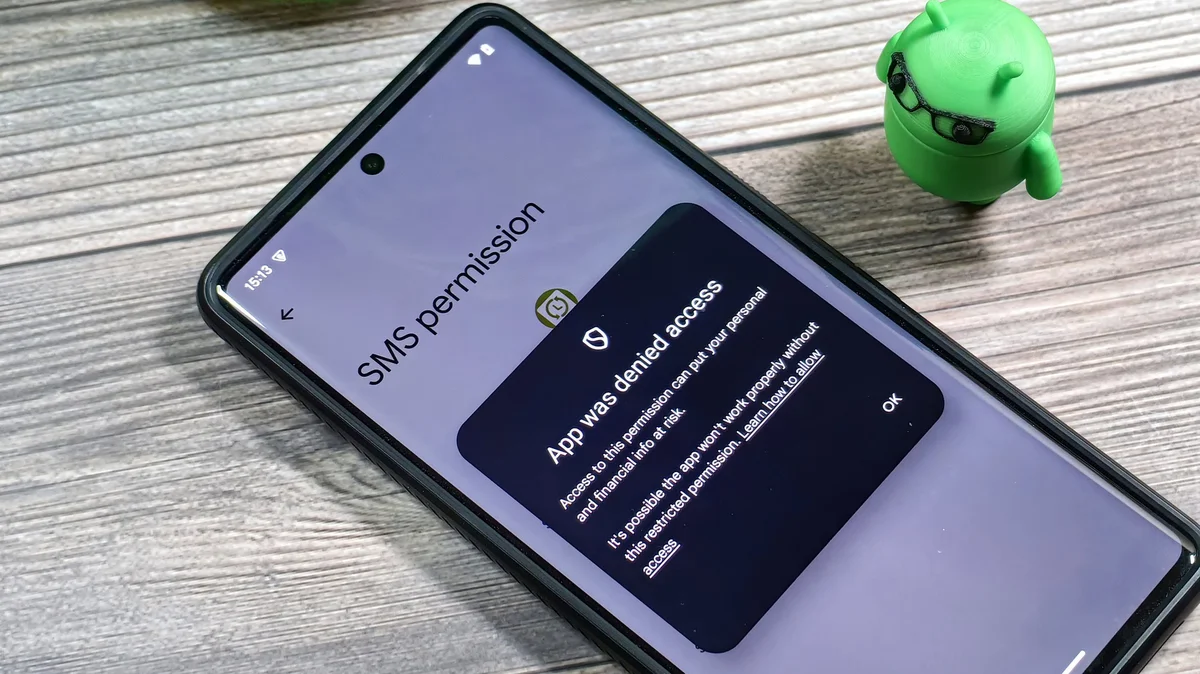 15:13
SMS permission
App was denied access
Access to this permission can put your personal
and financial info at risk.
It's possible the app won't work properly without
this restricted permission. Learn how to allow
access
OK